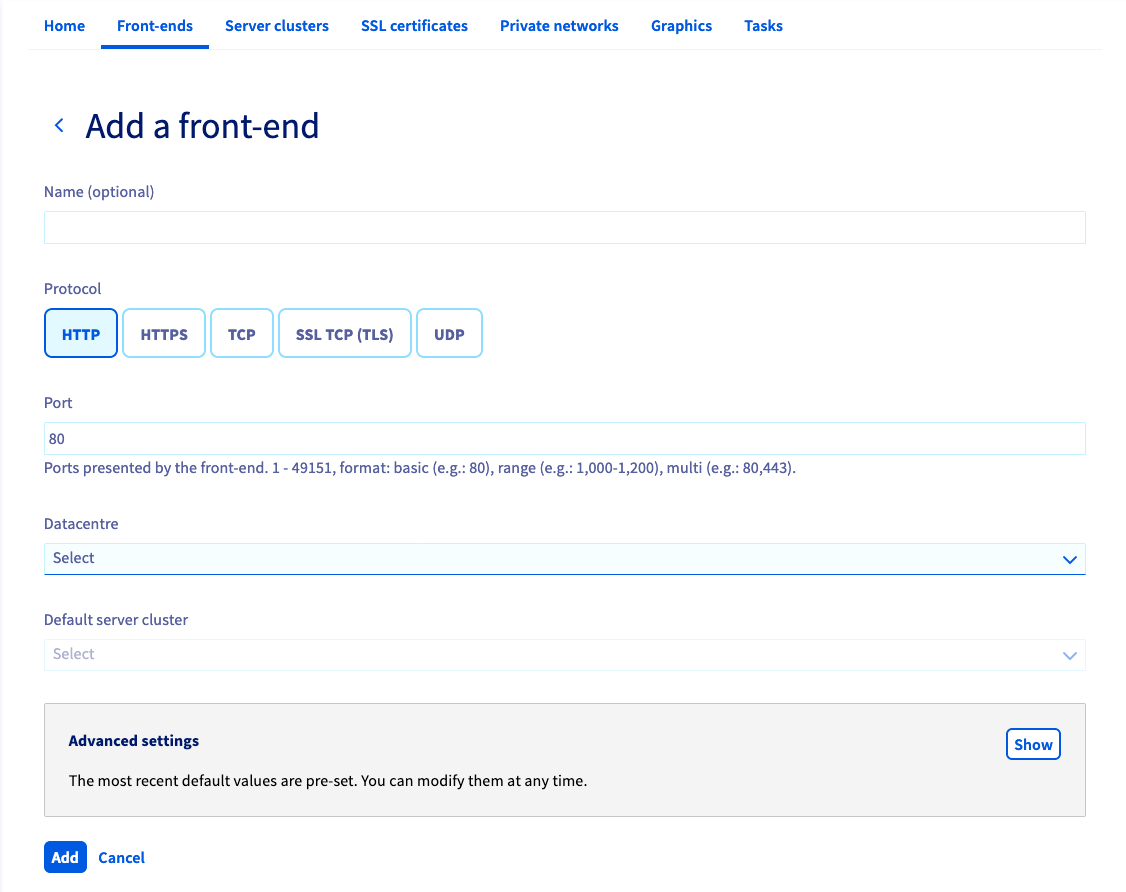 Home Front-ends Server clusters SSL certificates Private networks Graphics Tasks
Add a front-end
Name (optional)
Protocol
HTTP HTTPS TCP SSL TCP (TLS) UDP
Port
80
Ports presented by the front-end. 1 - 49151, format: basic (e.g.: 80), range (e.g.: 1,000-1,200), multi (e.g.: 80,443).
Datacentre
Select
Default server cluster
Select
Advanced settings
Show
The most recent default values are pre-set. You can modify them at any time.
Add Cancel